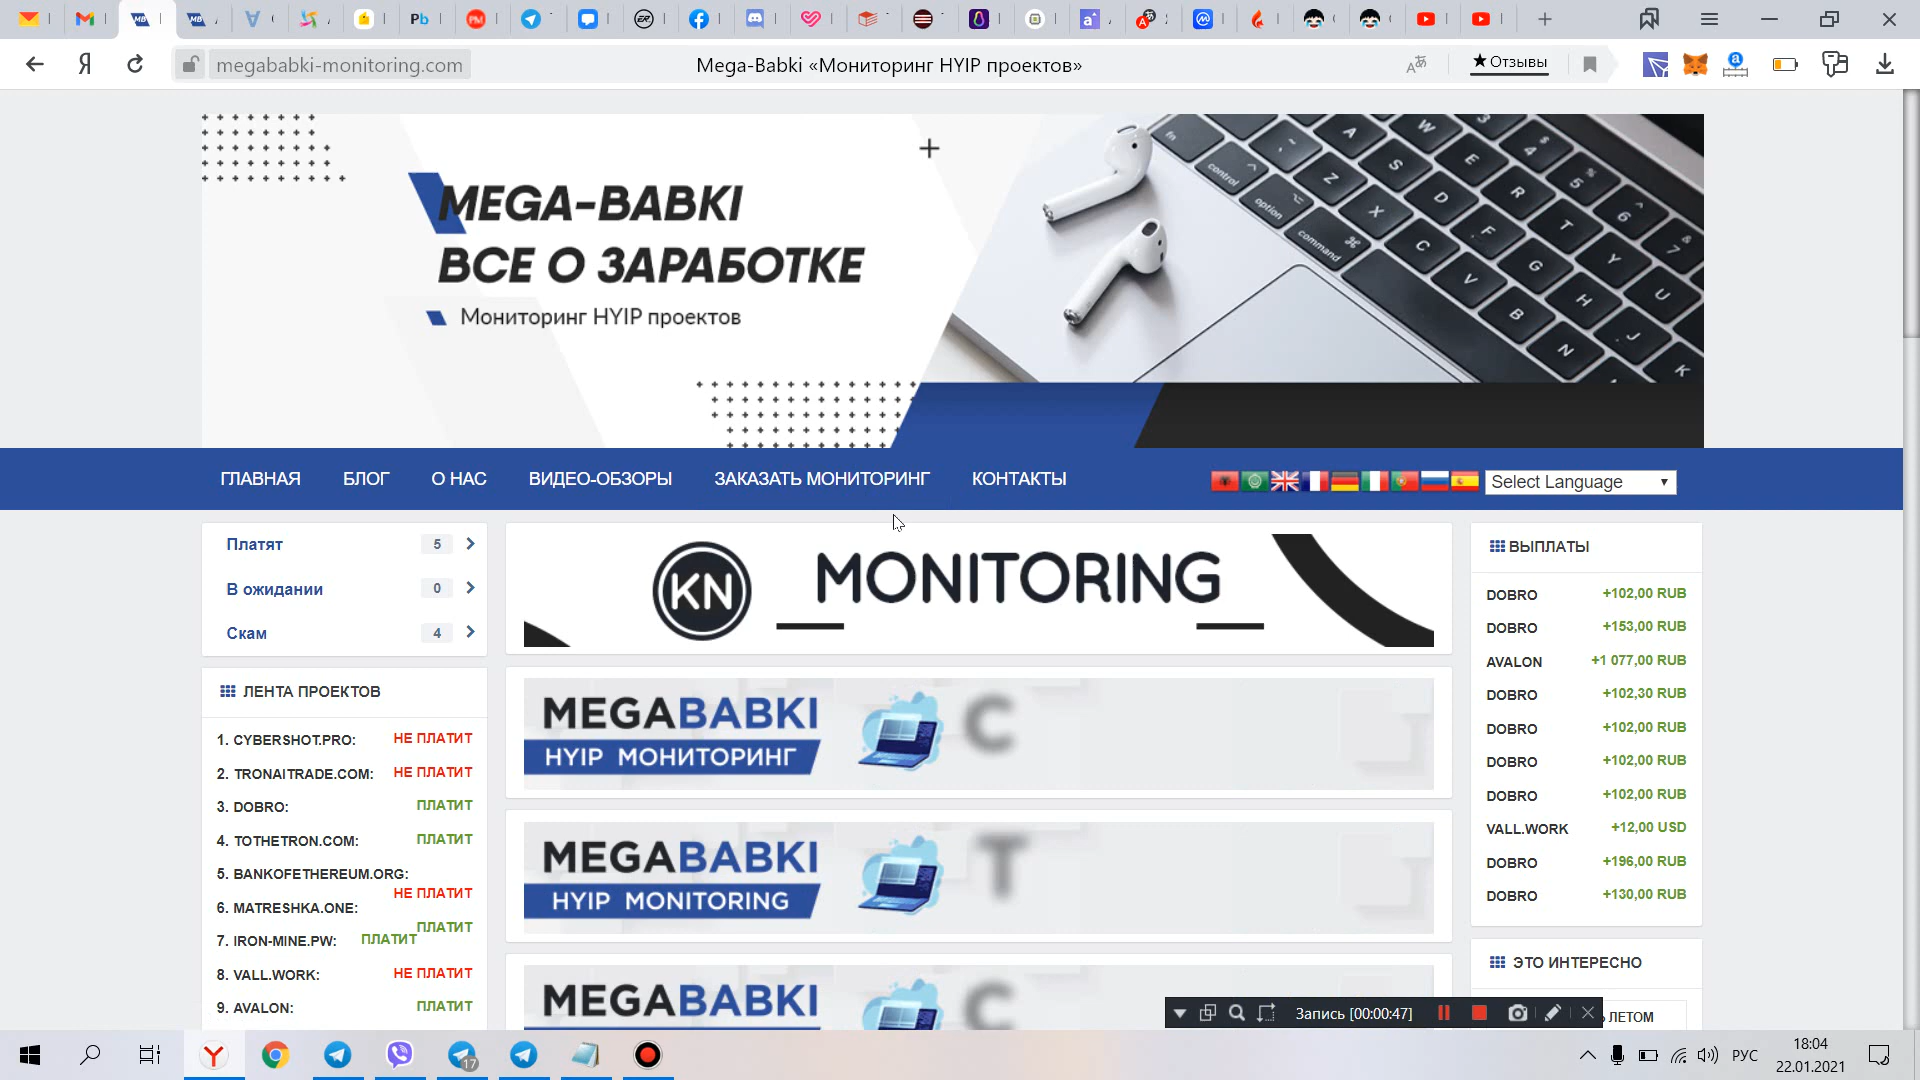 megababki-monitoring.com
Mega-Babki «Мониторинг HYIP проектов»
★ Отзывы
MEGA-BABKI
ВСЕ О ЗАРАБОТКЕ
Мониторинг HYIP проектов
ГЛАВНАЯ БЛОГ О НАС ВИДЕО-ОБЗОРЫ ЗАКАЗАТЬ МОНИТОРИНГ КОНТАКТЫ
Select Language
Платят 5
В ожидании 0
Скам 4
ЛЕНТА ПРОЕКТОВ
1. CYBERSHOT.PRO: НЕ ПЛАТИТ
2. TRONAITRADE.COM: НЕ ПЛАТИТ
3. DOBRO: ПЛАТИТ
4. TOTHETRON.COM: ПЛАТИТ
5. BANKOFETHEREUM.ORG:
НЕ ПЛАТИТ
6. MATRESHKA.ONE:
ПЛАТИТ
7. IRON-MINE.PW: ПЛАТИТ
8. VALL.WORK: НЕ ПЛАТИТ
9. AVALON: ПЛАТИТ
KN MONITORING
MEGABABKI
HYIP МОНИТОРИНГ
С
MEGABABKI
HYIP MONITORING
T
MEGABABKI
С
ВЫПЛАТЫ
DOBRO +102,00 RUB
DOBRO +153,00 RUB
AVALON +1 077,00 RUB
DOBRO +102,30 RUB
DOBRO +102,00 RUB
DOBRO +102,00 RUB
DOBRO +102,00 RUB
VALL.WORK +12,00 USD
DOBRO +196,00 RUB
DOBRO +130,00 RUB
ЭТО ИНТЕРЕСНО
ЛЕТОМ
Запись [00:00:47]
17
РУС
18:04
22.01.2021